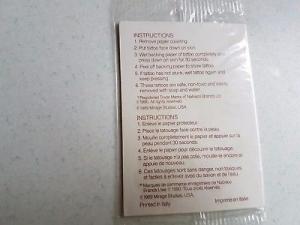 INSTRUCTIONS
1. Remove paper covering.
2. Put tattoo face down on skin.
3. Wet backing paper of tattoo completely and
press down on skin for 30 seconds.
4. Peel off backing paper to show tattoo.
5. If tattoo has not stuck, wet tattoo again and
keep pressing.
6. These tattoos are safe, non-toxic and easily
removed with soap and water.
*Registered Trade Marks of Nabisco Brands Ltd
© 1990. All rights reserved.
© 1989 Mirage Studios, USA.
INSTRUCTIONS
1. Enlevez le papier protecteur.
2. Placez le tatouage face contre la peau.
3. Mouillez complètement le papier et appuyez sur la
peau pendant 30 secondes.
4. Enlevez le papier pour découvrir le tatouage.
5. Si le tatouage n'a pas collé, mouillez-le encore et
appuyez de nouveau.
6. Ces tatouages sont sans danger, non toxiques
et faciles à enlever avec du savon et de l'eau.
* Marques de commerce enregistrées de Nabisco
Brands Ltée © 1990. Tous droits réservés.
© 1989 Mirage Studios, USA.
Printed in Italy
Imprimé en Italie